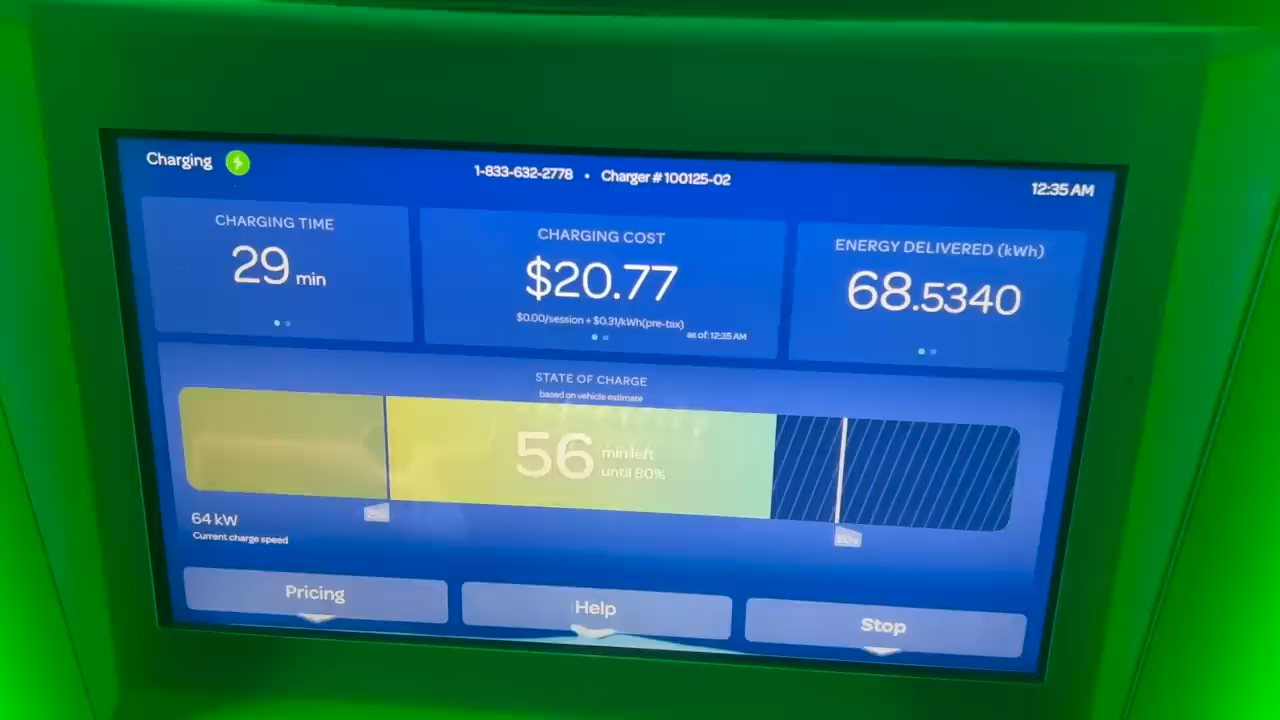 Charging
1-833-632-2778 • Charger # 100125-02
12:35 AM
CHARGING TIME
29 min
CHARGING COST
$20.77
$0.00/session + $0.31/kWh(pre-tax)
as of: 12:35 AM
ENERGY DELIVERED (kWh)
68.5340
STATE OF CHARGE
based on vehicle estimate
56 min left
until 80%
80%
64 kW
Current charge speed
Pricing
Help
Stop